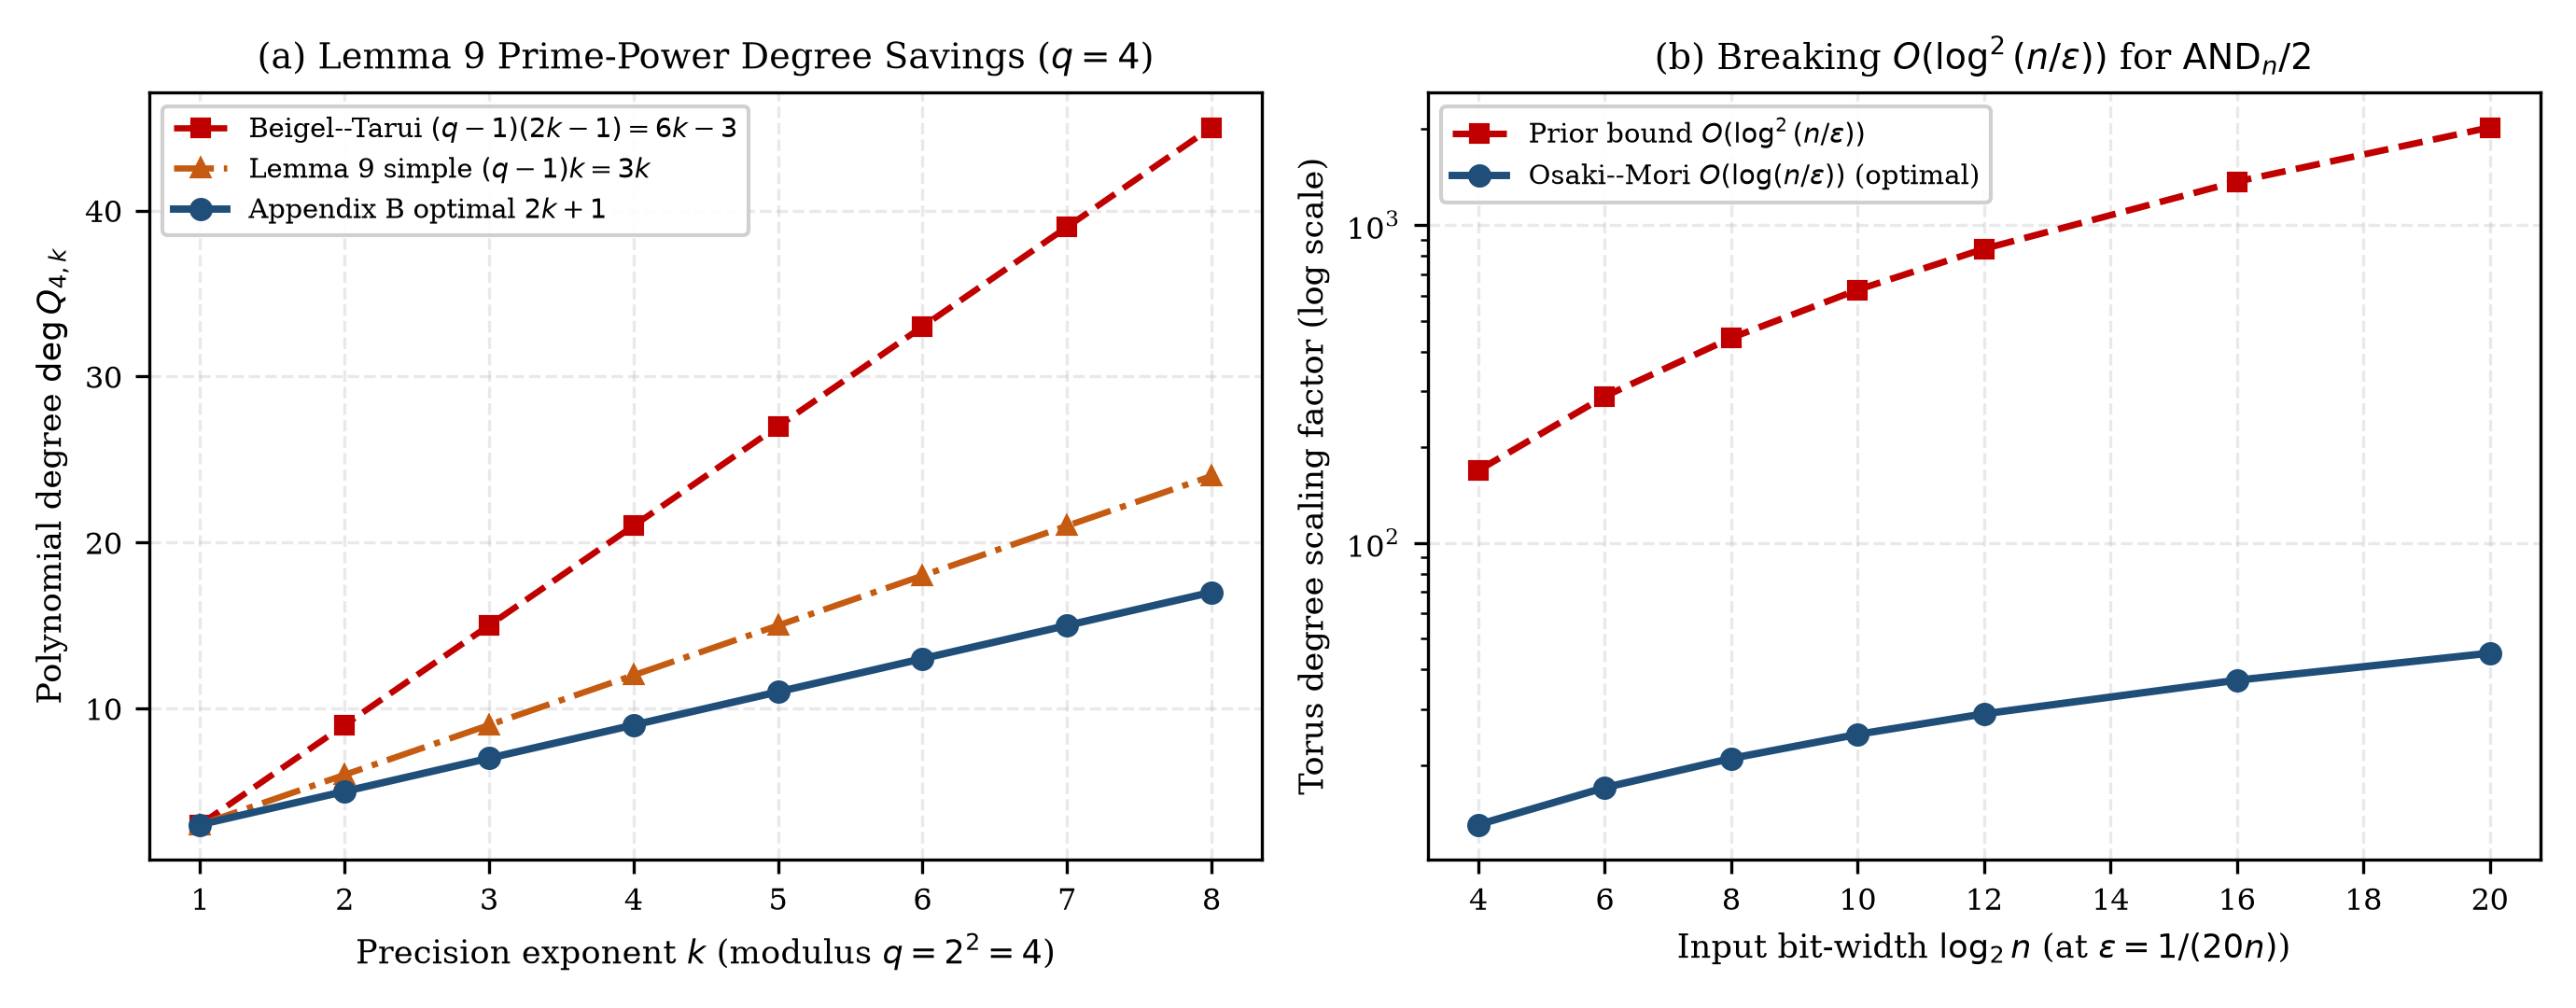 (a) Lemma 9 Prime-Power Degree Savings (q = 4)
Beigel--Tarui (q − 1)(2k − 1) = 6k − 3
Lemma 9 simple (q − 1)k = 3k
Appendix B optimal 2k + 1
Polynomial degree deg Q₄,ₖ
40
30
20
10
1 2 3 4 5 6 7 8
Precision exponent k (modulus q = 2² = 4)
(b) Breaking O(log² (n/ε)) for ANDₙ/2
Prior bound O(log² (n/ε))
Osaki--Mori O(log(n/ε)) (optimal)
Torus degree scaling factor (log scale)
10³
10²
4 6 8 10 12 14 16 18 20
Input bit-width log₂ n (at ε = 1/(20n))